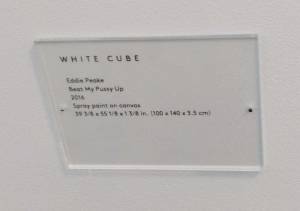 WHITE CUBE
Eddie Peake
Beat My Pussy Up
2016
Spray paint on canvas
39 3/8 x 55 1/8 x 1 3/8 in. (100 x 140 x 3.5 cm)